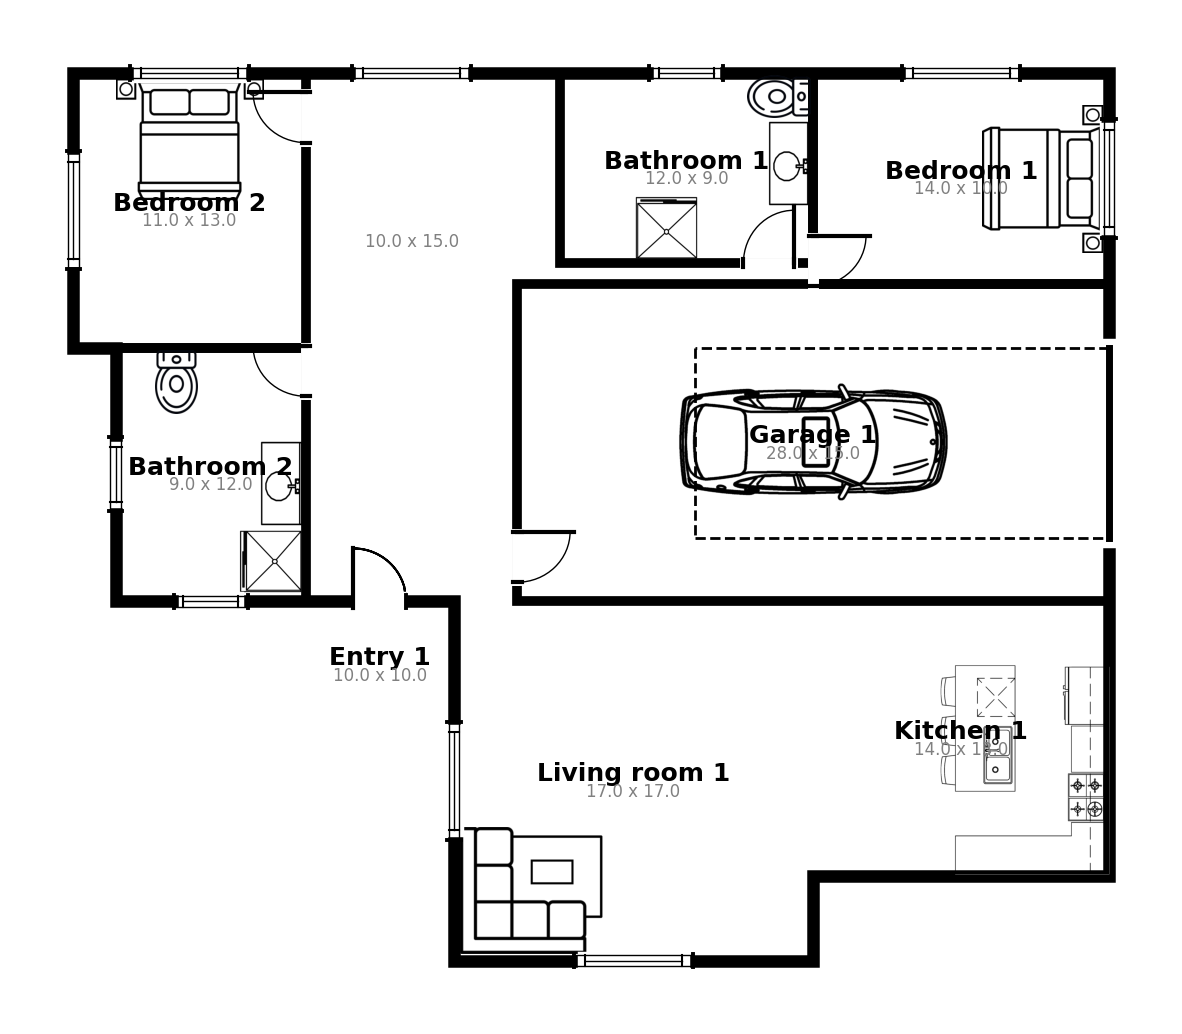 Bathroom 1
12.0 x 9.0
Bedroom 1
14.0 x 10.0
Bedroom 2
11.0 x 13.0
10.0 x 15.0
Garage 1
28.0 x 15.0
Bathroom 2
9.0 x 12.0
Entry 1
10.0 x 10.0
Kitchen 1
14.0 x
Living room 1
17.0 x 17.0